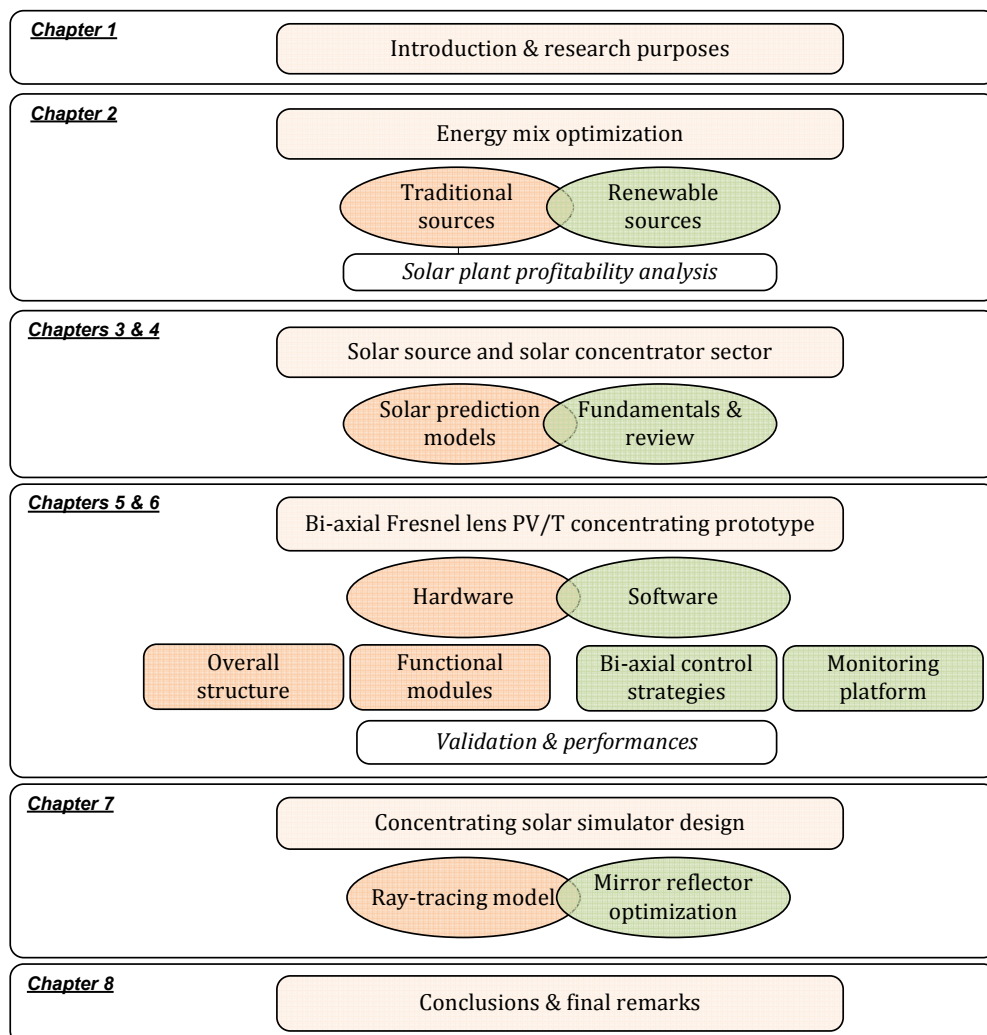 Chapter 1
Introduction & research purposes
Chapter 2
Energy mix optimization
Traditional
sources
Renewable
sources
Solar plant profitability analysis
Chapters 3 & 4
Solar source and solar concentrator sector
Solar prediction
models
Fundamentals &
review
Chapters 5 & 6
Bi-axial Fresnel lens PV/T concentrating prototype
Hardware
Software
Overall
structure
Functional
modules
Bi-axial control
strategies
Monitoring
platform
Validation & performances
Chapter 7
Concentrating solar simulator design
Ray-tracing model
Mirror reflector
optimization
Chapter 8
Conclusions & final remarks